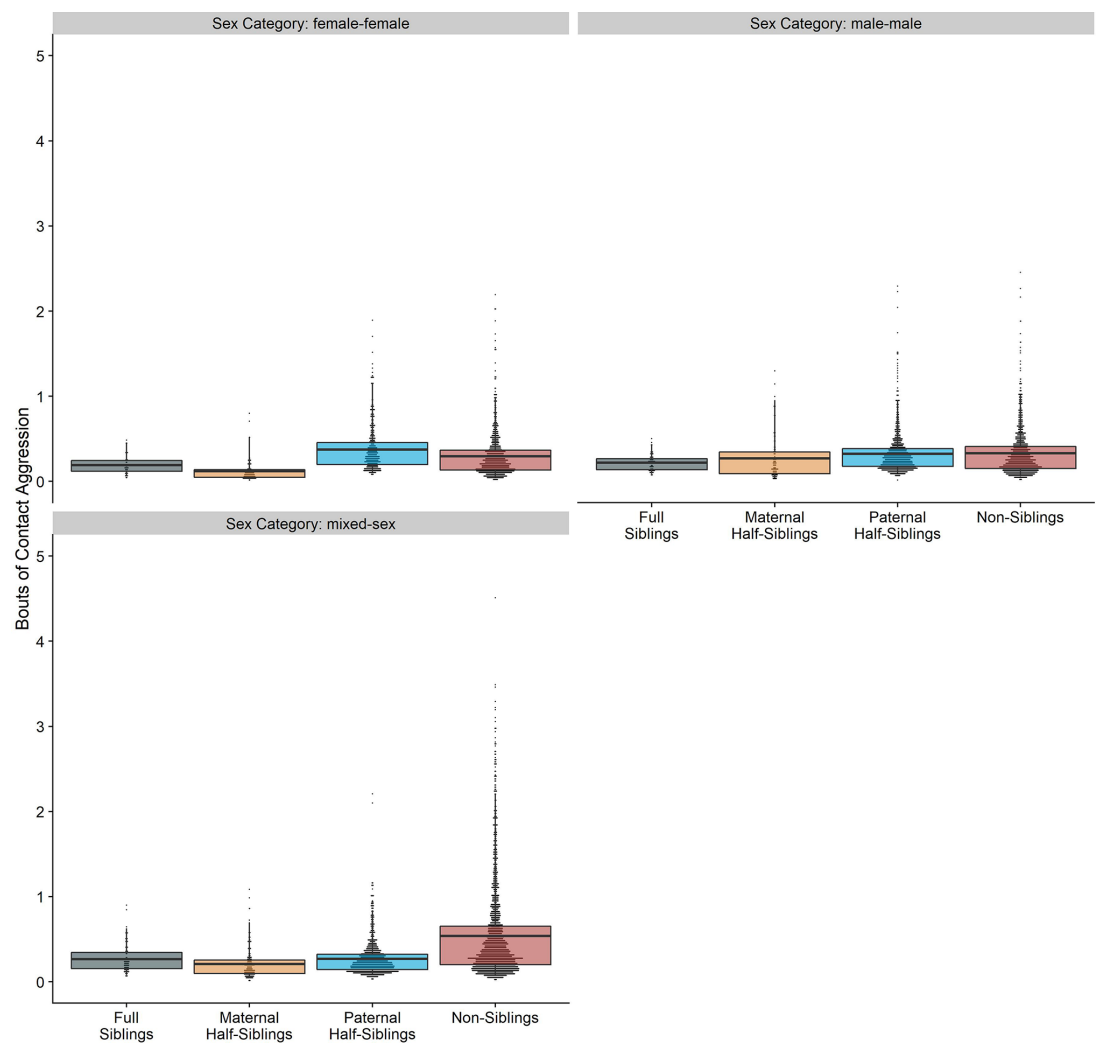 Sex Category: female-female
Sex Category: male-male
5
4
3
2
1
0
Full
Siblings
Maternal
Half-Siblings
Paternal
Half-Siblings
Non-Siblings
Bouts of Contact Aggression
Sex Category: mixed-sex
5
4
3
2
1
0
Full
Siblings
Maternal
Half-Siblings
Paternal
Half-Siblings
Non-Siblings